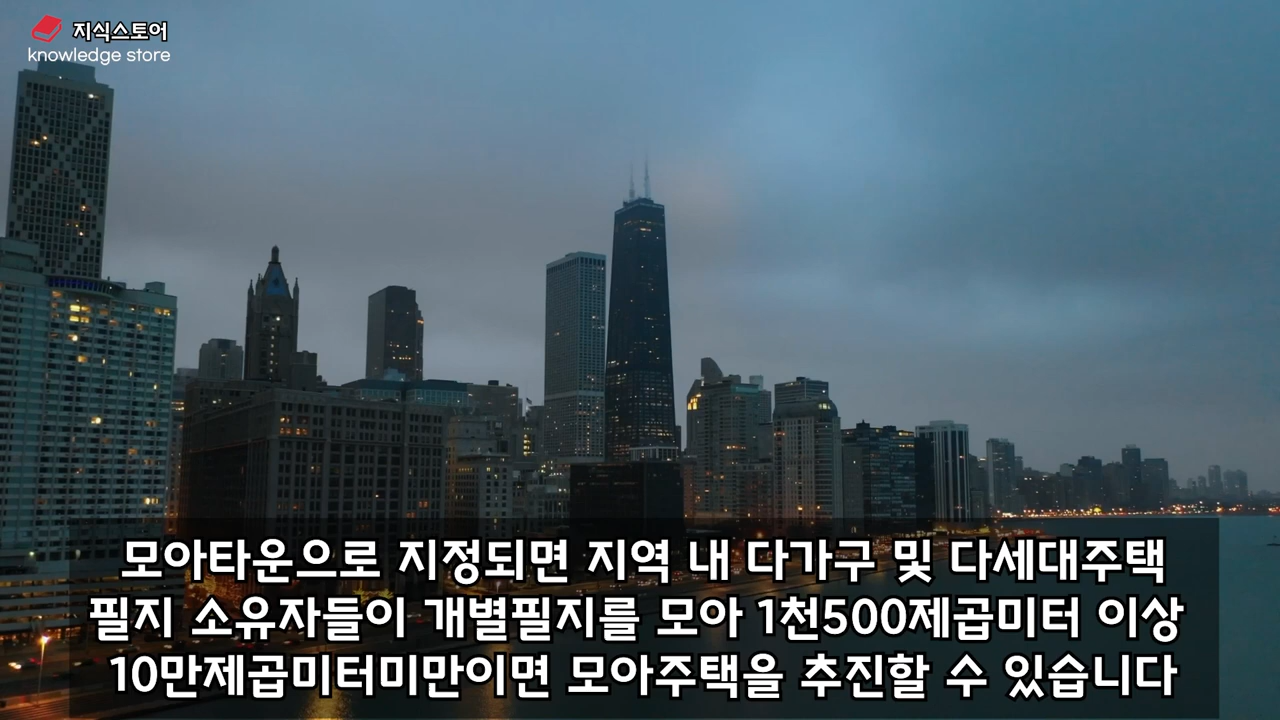 지식스토어
knowledge store
모아타운으로 지정되면 지역 내 다가구 및 다세대주택
필지 소유자들이 개별필지를 모아 1천500제곱미터 이상
10만제곱미터미만이면 모아주택을 추진할 수 있습니다